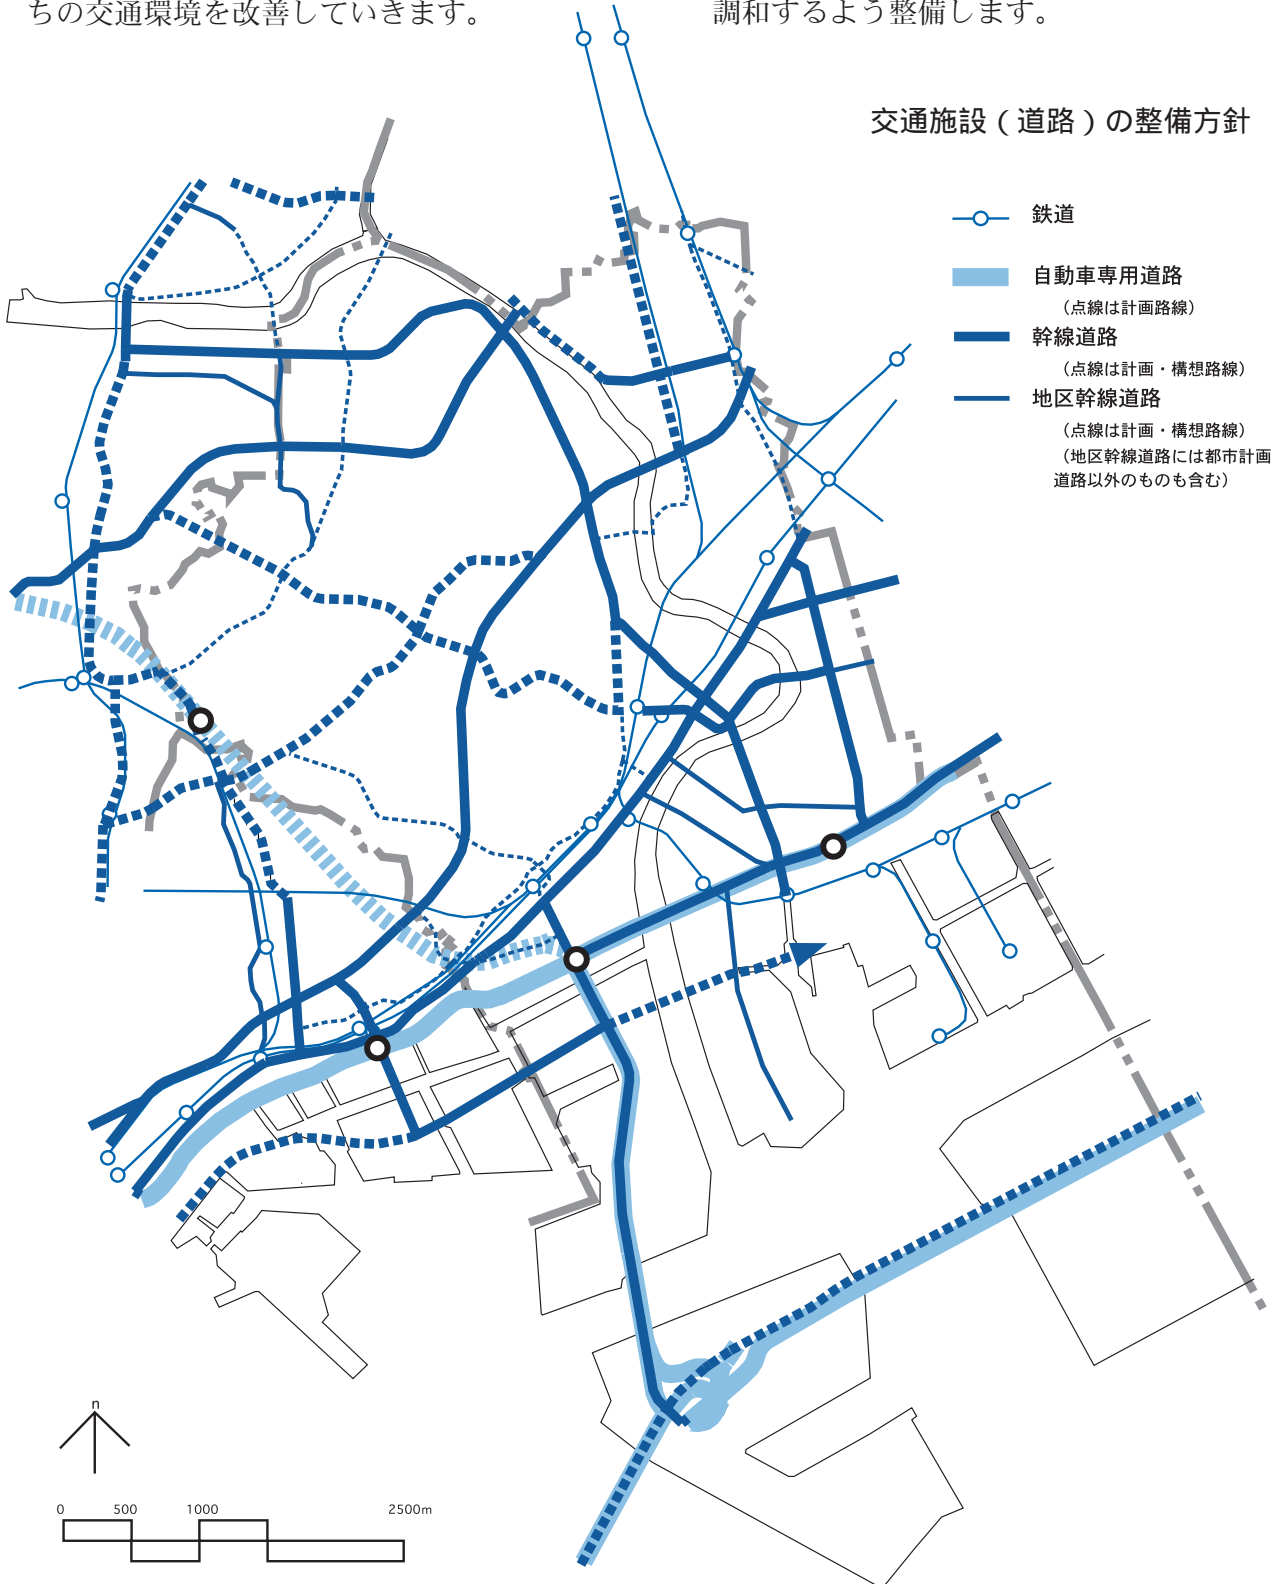 ちの交通環境を改善していきます。
調和するよう整備します。
交通施設（道路）の整備方針
鉄道
自動車専用道路
（点線は計画路線）
幹線道路
（点線は計画・構想路線）
地区幹線道路
（点線は計画・構想路線）
（地区幹線道路には都市計画
道路以外のものも含む）
n
0 500 1000 2500m